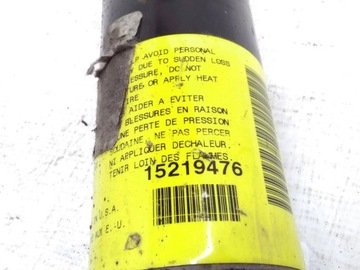 AVOID PERSONAL
DUE TO SUDDEN LOSS
PRESSURE, DO NOT
OR APPLY HEAT
AIDER A EVITER
BLESSURES EN RAISON
UNE PERTE DE PRESSION
SOUDAINE, NE PAS PERCER
NI APPLIQUER DECHALEUR.
TENIR LOIN DES FLAMMES.
15219476
U.S.A.
E.-U.